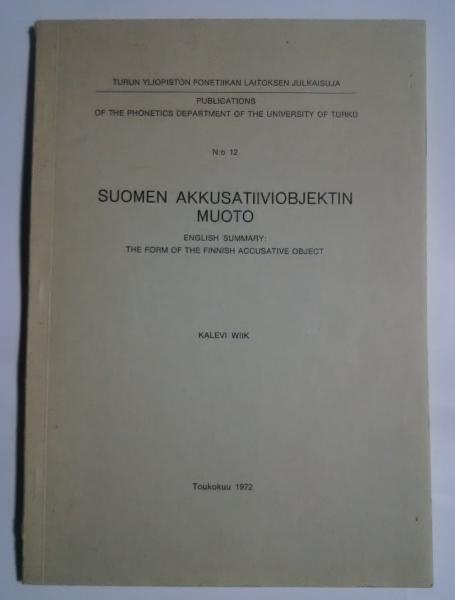 TURUN YLIOPISTON FONETIIKAN LAITOKSEN JULKAISUJA
PUBLICATIONS
OF THE PHONETICS DEPARTMENT OF THE UNIVERSITY OF TURKU
N:o 12
SUOMEN AKKUSATIIVIOBJEKTIN
MUOTO
ENGLISH SUMMARY:
THE FORM OF THE FINNISH ACCUSATIVE OBJECT
KALEVI WIIK
Toukokuu 1972